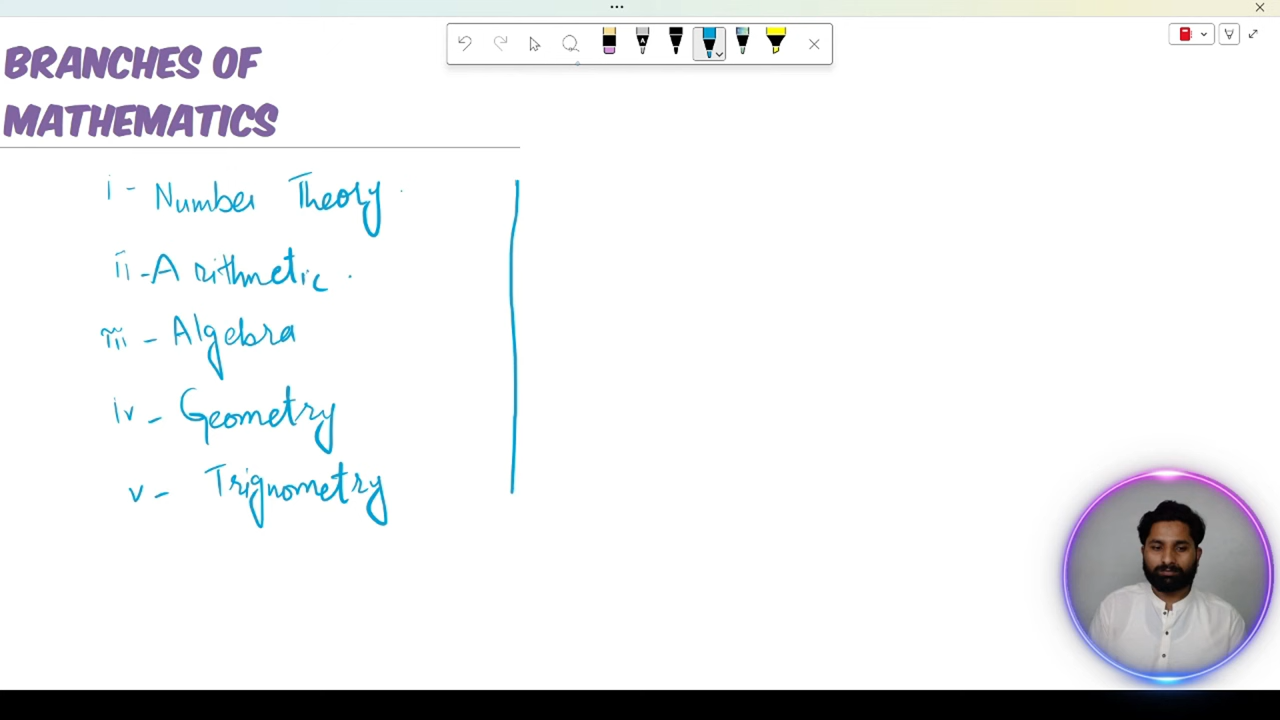 BRANCHES OF
MATHEMATICS
i - Number Theory.
ii - Arithmetic.
iii - Algebra
iv - Geometry
v - Trignometry